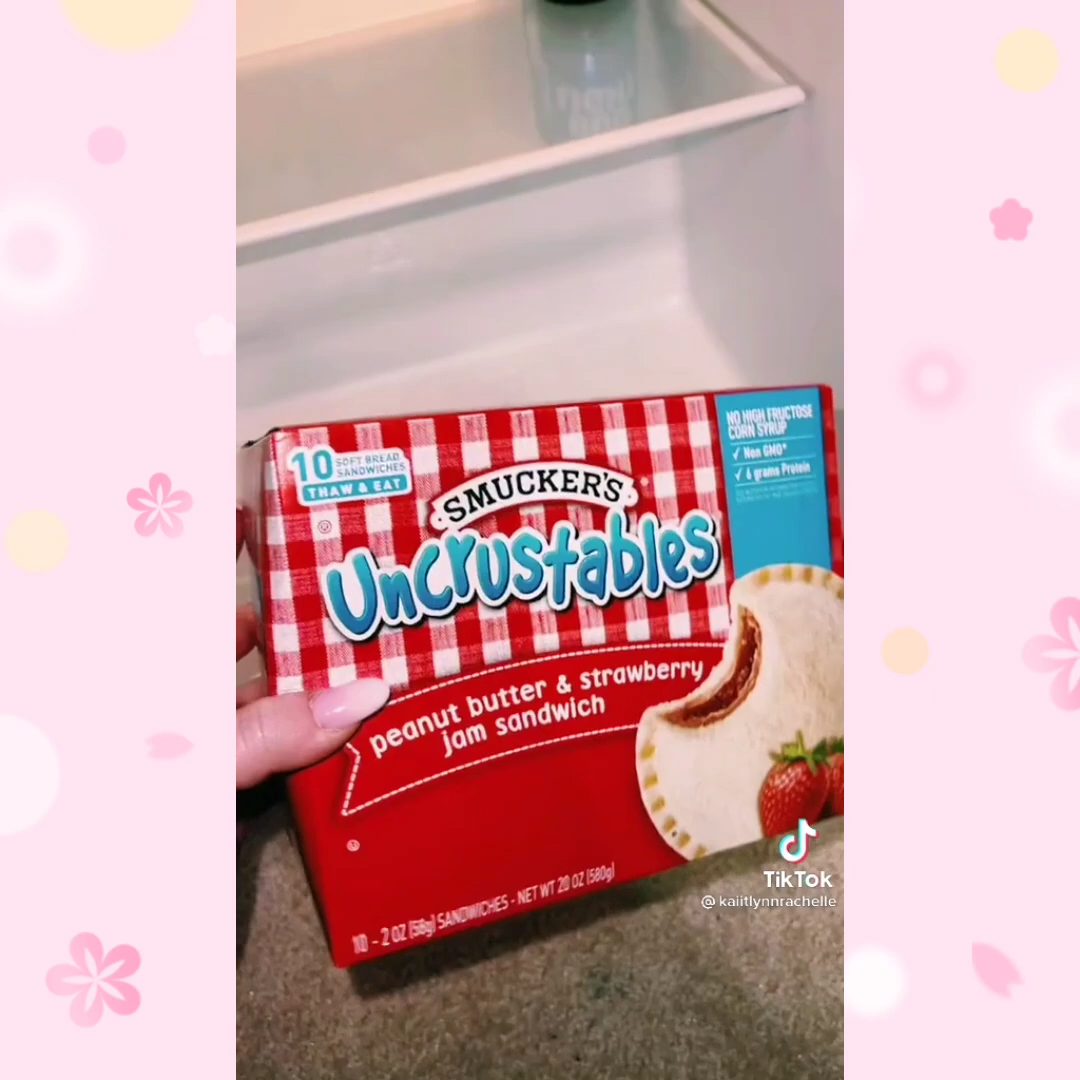 10 SOFT BREAD
SANDWICHES
THAW & EAT
SMUCKER'S
Uncrustables
NO HIGH FRUCTOSE
CORN SYRUP
✓ Non GMO*
✓ 6 grams Protein
peanut butter & strawberry
jam sandwich
10 - 2 OZ (58g) SANDWICHES - NET WT 20 OZ (580g)
TikTok
@ kaiitlynnrachelle